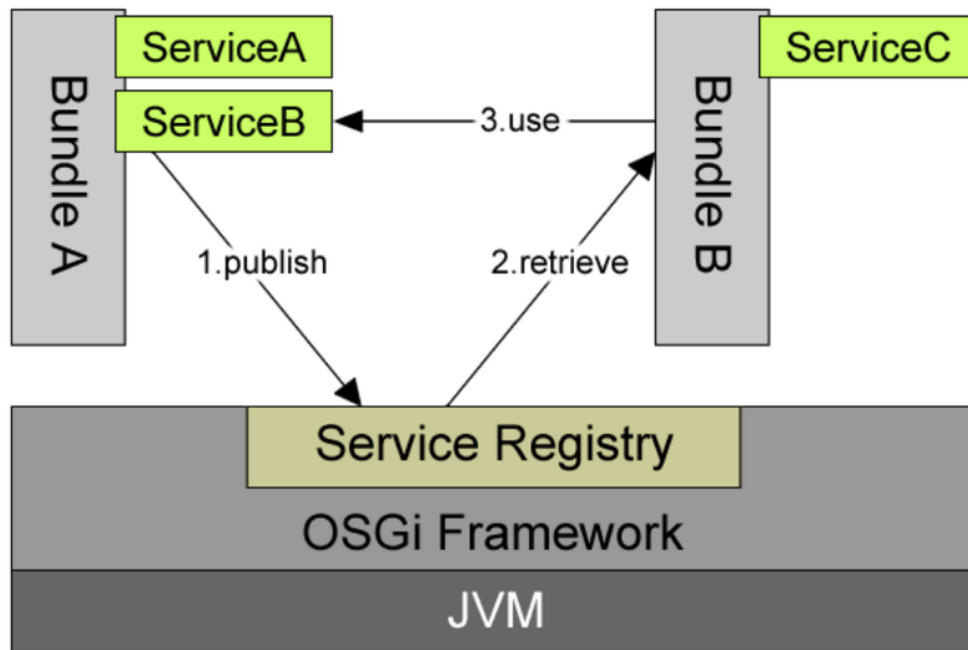 ServiceA
ServiceC
Bundle A
ServiceB
3.use
Bundle B
1.publish
2.retrieve
Service Registry
OSGi Framework
JVM